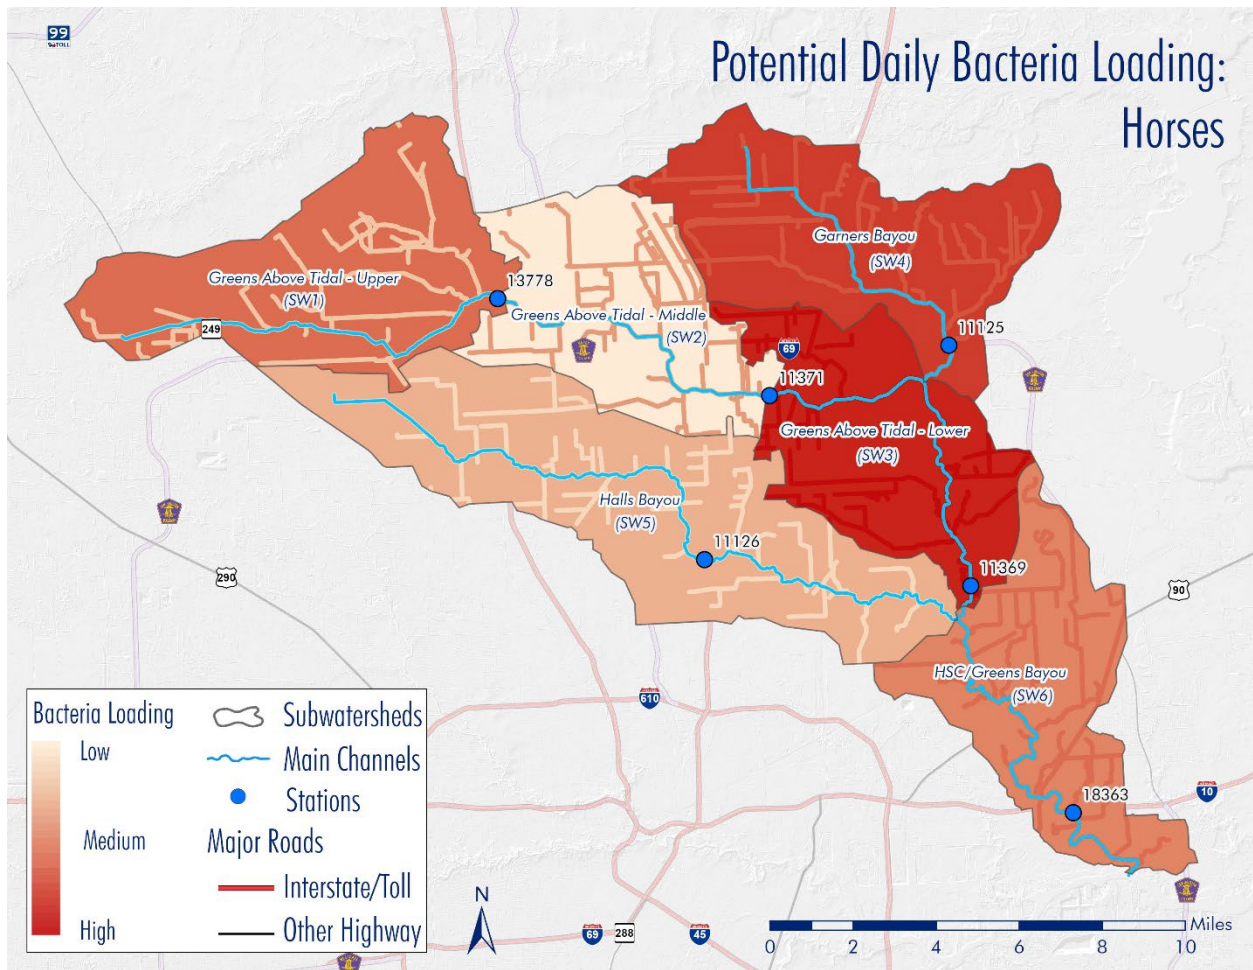 99
TOLL
Potential Daily Bacteria Loading:
Horses
Garners Bayou
(SW4)
Greens Above Tidal - Upper
(SW1)
13778
Greens Above Tidal - Middle
(SW2)
249
11125
69
11371
Greens Above Tidal - Lower
(SW3)
Halls Bayou
(SW5)
11126
11369
290
90
HSC/Greens Bayou
(SW6)
610
18363
10
Bacteria Loading
Low
Medium
High
Subwatersheds
Main Channels
Stations
Major Roads
Interstate/Toll
Other Highway
N
69
288
45
Miles
0 2 4 6 8 10